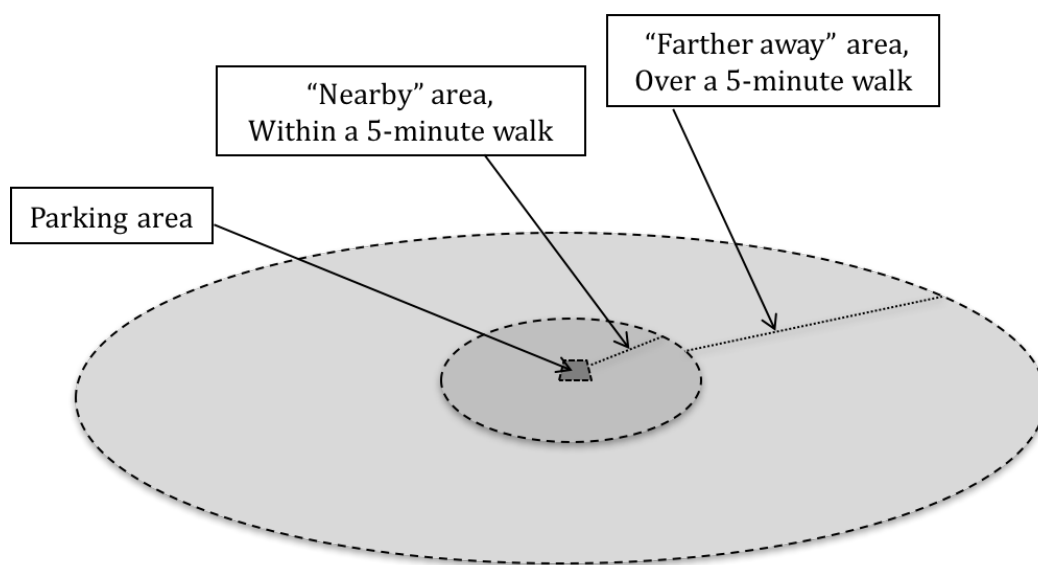 “Farther away” area,
Over a 5-minute walk
“Nearby” area,
Within a 5-minute walk
Parking area